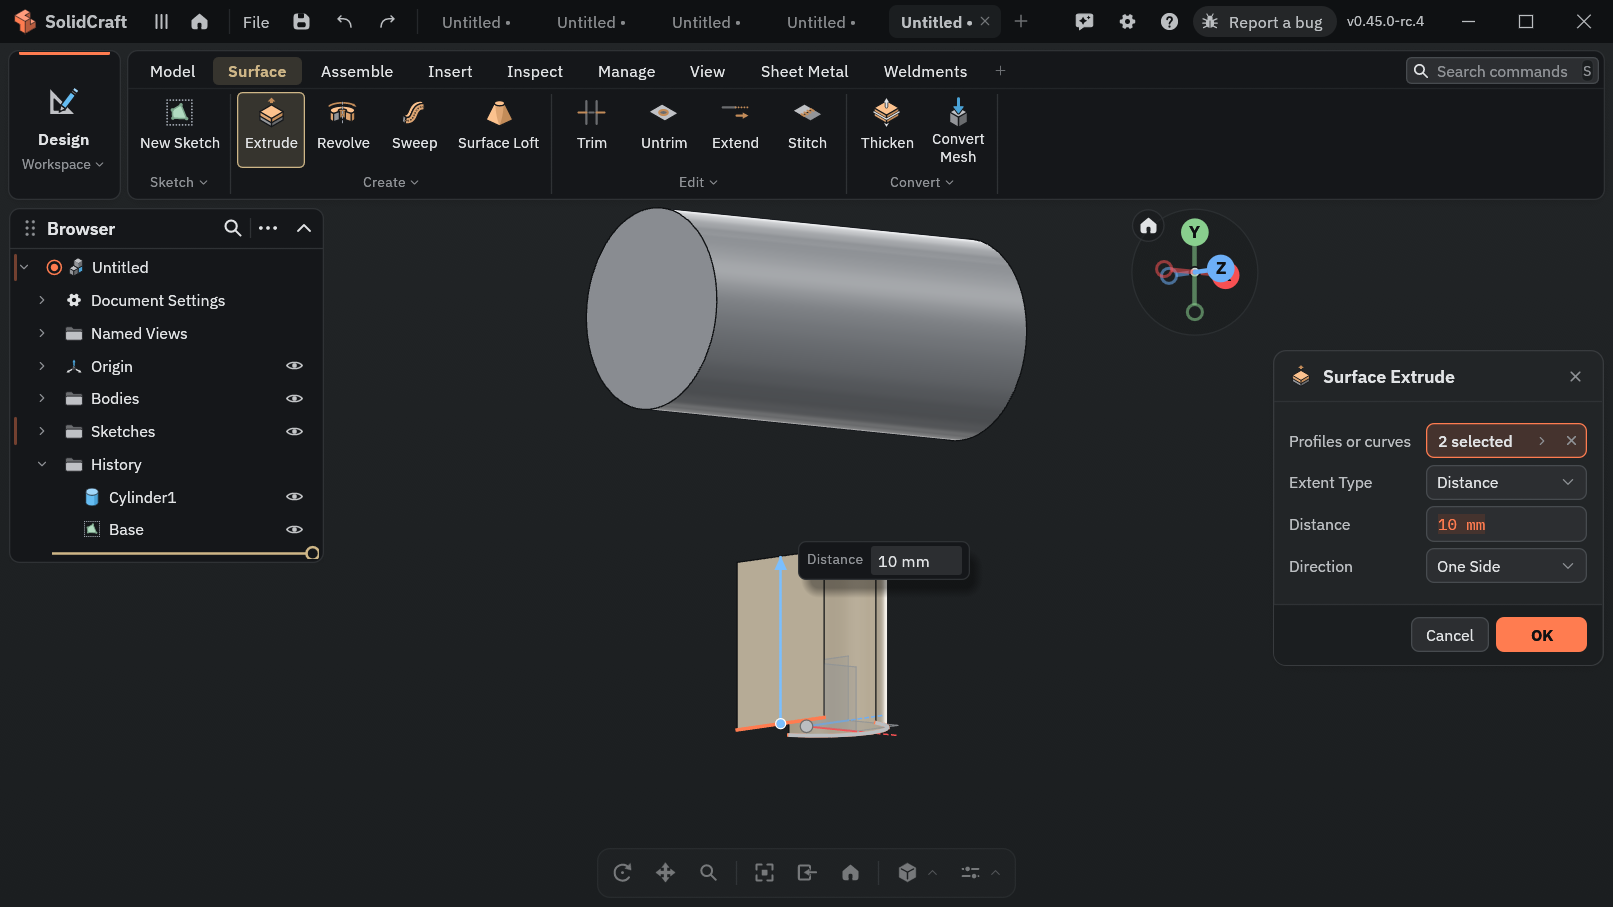 SolidCraft
File
Untitled •
Untitled •
Untitled •
Untitled •
Untitled •
Report a bug
v0.45.0-rc.4
Design
Workspace
Model
Surface
Assemble
Insert
Inspect
Manage
View
Sheet Metal
Weldments
Search commands
S
New Sketch
Extrude
Revolve
Sweep
Surface Loft
Trim
Untrim
Extend
Stitch
Thicken
Convert
Mesh
Sketch
Create
Edit
Convert
Browser
Untitled
Document Settings
Named Views
Origin
Bodies
Sketches
History
Cylinder1
Base
Y
Z
Surface Extrude
Profiles or curves
2 selected
Extent Type
Distance
Distance
10 mm
Direction
One Side
Cancel
OK
Distance
10 mm